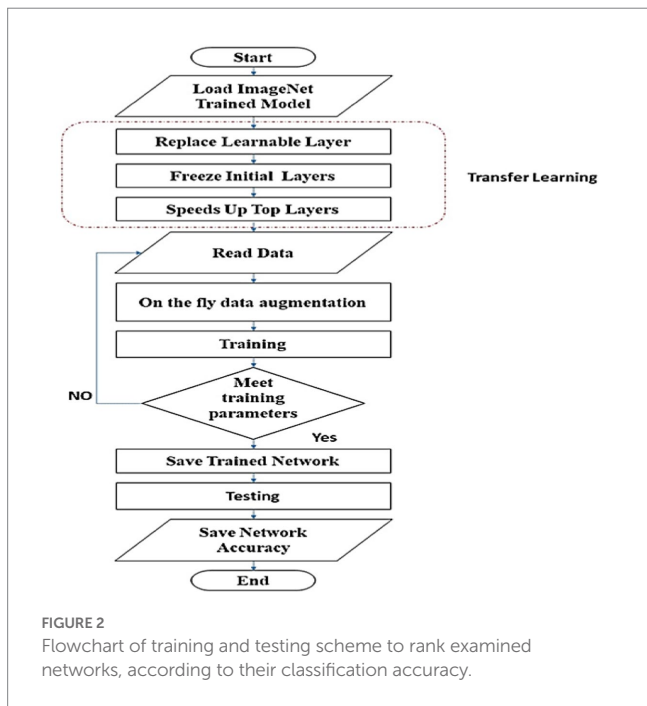 Start
Load ImageNet
Trained Model
Replace Learnable Layer
Freeze Initial Layers
Transfer Learning
Speeds Up Top Layers
Read Data
On the fly data augmentation
Training
Meet
training
parameters
NO
Yes
Save Trained Network
Testing
Save Network
Accuracy
End
FIGURE 2
Flowchart of training and testing scheme to rank examined
networks, according to their classification accuracy.